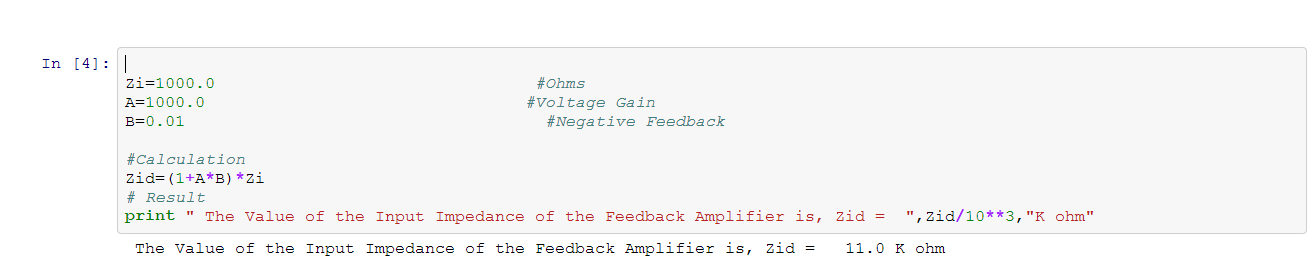 In [4]:
Zi=1000.0 #Ohms
A=1000.0 #Voltage Gain
B=0.01 #Negative Feedback
#Calculation
Zid=(1+A*B)*Zi
# Result
print " The Value of the Input Impedance of the Feedback Amplifier is, Zid =  ",Zid/10**3,"K ohm"
The Value of the Input Impedance of the Feedback Amplifier is, Zid =   11.0 K ohm